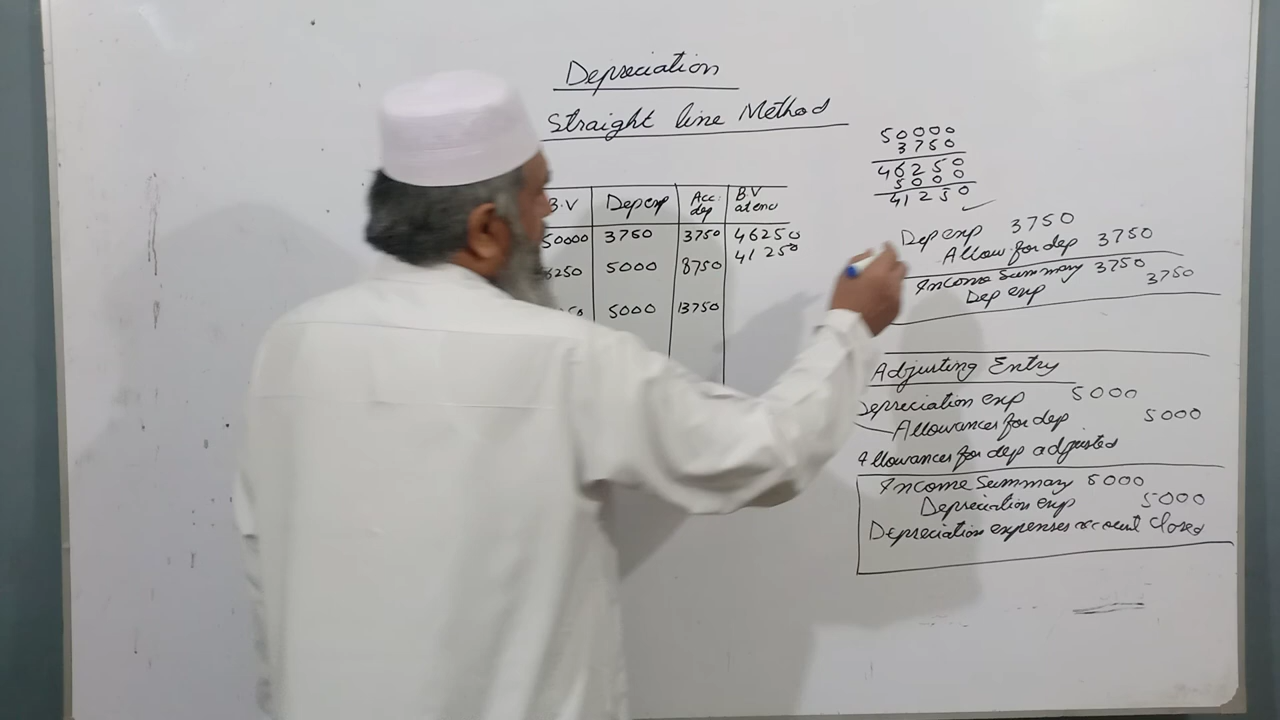 Depreciation
Straight line Method
B.V Dep exp Acc. dep B.V at end
50000 3750 3750 46250
6250 5000 8750 41250
50 5000 13750
50000
3750
46250
5000
41250
Dep exp 3750
Allow for dep 3750
Income Summary 3750
Dep exp 3750
Adjusting Entry
Depreciation exp 5000
Allowances for dep 5000
Allowances for dep adjusted
Income Summary 5000
Depreciation exp 5000
Depreciation expenses account Closed